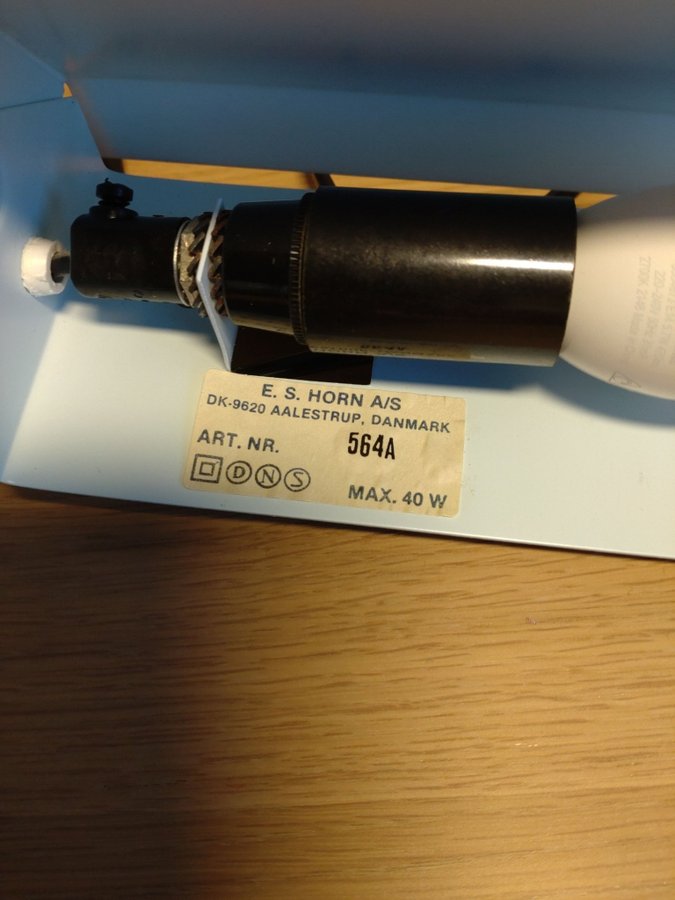 E. S. HORN A/S
DK-9620 AALESTRUP, DANMARK
ART. NR. 564A
D N S
MAX. 40 W